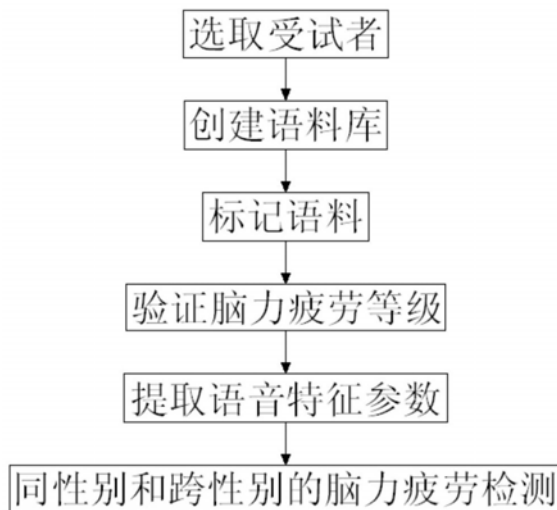 选取受试者
创建语料库
标记语料
验证脑力疲劳等级
提取语音特征参数
同性别和跨性别的脑力疲劳检测